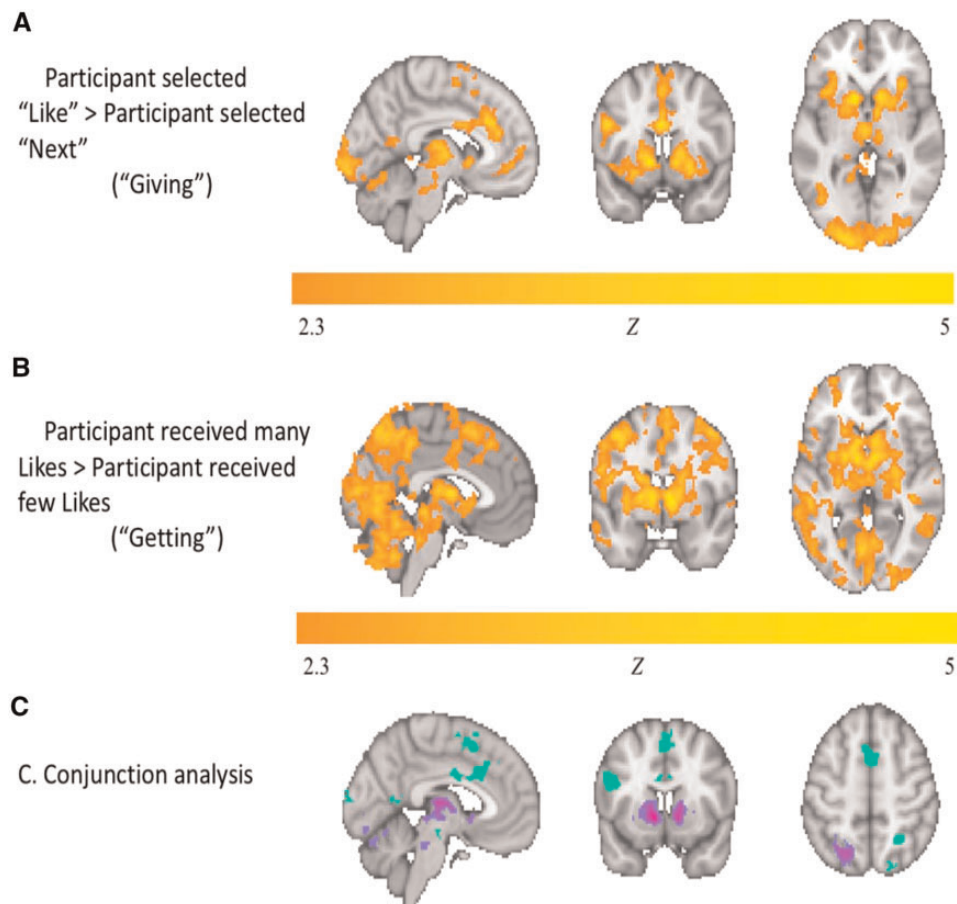 A
Participant selected
“Like” > Participant selected
“Next”
(“Giving”)
2.3 Z 5
B
Participant received many
Likes > Participant received
few Likes
(“Getting”)
2.3 Z 5
C
C. Conjunction analysis